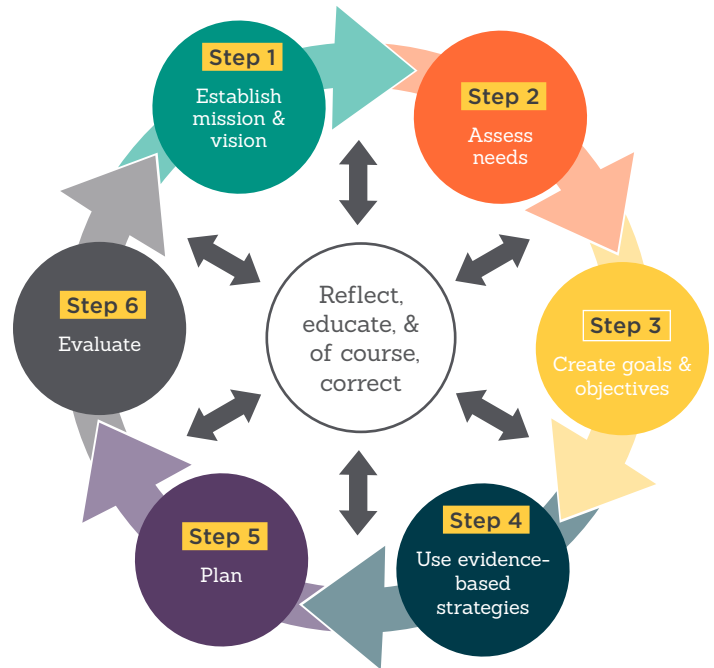 Step 1
Establish
mission &
vision
Step 2
Assess
needs
Step 3
Create goals &
objectives
Step 4
Use evidence-
based
strategies
Step 5
Plan
Step 6
Evaluate
Reflect,
educate, &
of course,
correct